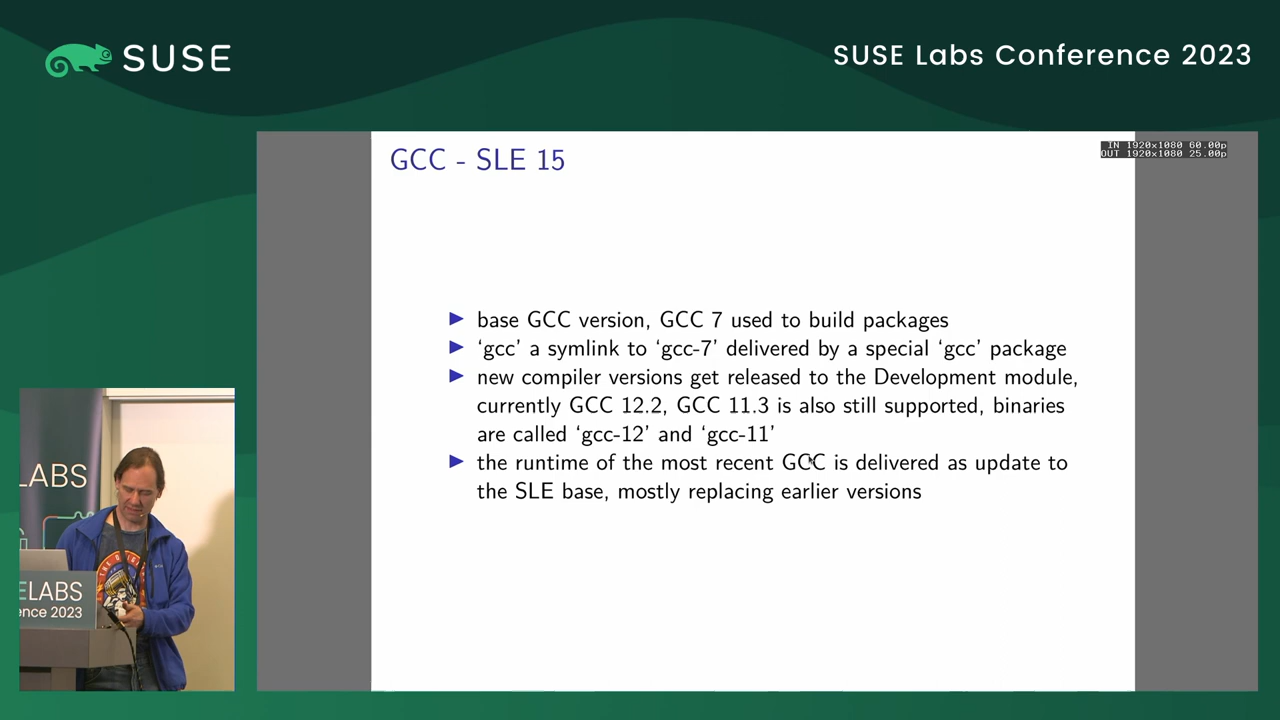 SUSE
SUSE Labs Conference 2023
GCC - SLE 15
IN 1920x1080 60.00p
OUT 1920x1080 25.00p
▶ base GCC version, GCC 7 used to build packages
▶ ‘gcc’ a symlink to ‘gcc-7’ delivered by a special ‘gcc’ package
▶ new compiler versions get released to the Development module,
currently GCC 12.2, GCC 11.3 is also still supported, binaries
are called ‘gcc-12’ and ‘gcc-11’
▶ the runtime of the most recent GCC is delivered as update to
the SLE base, mostly replacing earlier versions
LABS
ELABS
ence 2023